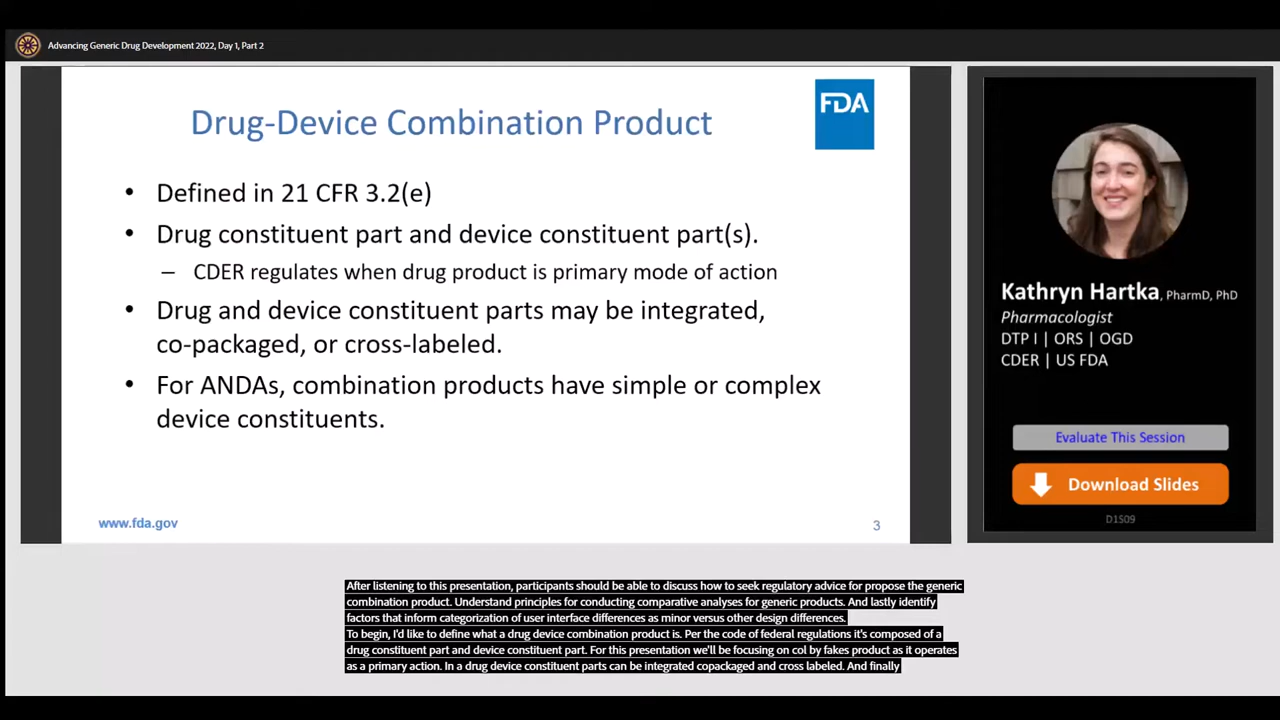 Advancing Generic Drug Development 2022, Day 1, Part 2
Drug-Device Combination Product
FDA
• Defined in 21 CFR 3.2(e)
• Drug constituent part and device constituent part(s).
– CDER regulates when drug product is primary mode of action
• Drug and device constituent parts may be integrated,
co-packaged, or cross-labeled.
• For ANDAs, combination products have simple or complex
device constituents.
www.fda.gov
3
Kathryn Hartka, PharmD, PhD
Pharmacologist
DTP I | ORS | OGD
CDER | US FDA
Evaluate This Session
Download Slides
D1S09
After listening to this presentation, participants should be able to discuss how to seek regulatory advice for propose the generic
combination product. Understand principles for conducting comparative analyses for generic products. And lastly identify
factors that inform categorization of user interface differences as minor versus other design differences.
To begin, I'd like to define what a drug device combination product is. Per the code of federal regulations it's composed of a
drug constituent part and device constituent part. For this presentation we'll be focusing on col by fakes product as it operates
as a primary action. In a drug device constituent parts can be integrated copackaged and cross labeled. And finally